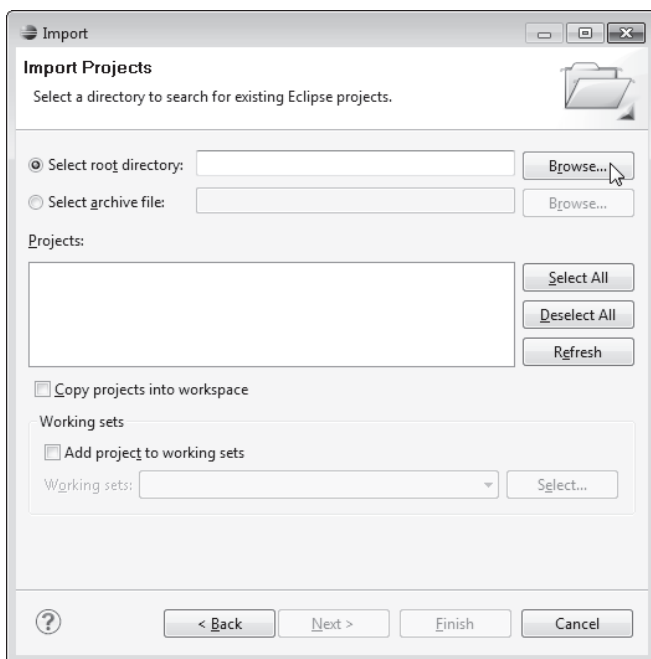 Import
Import Projects
Select a directory to search for existing Eclipse projects.
Select root directory:
Browse...
Select archive file:
Browse...
Projects:
Select All
Deselect All
Refresh
Copy projects into workspace
Working sets
Add project to working sets
Working sets:
Select...
?
< Back
Next >
Finish
Cancel